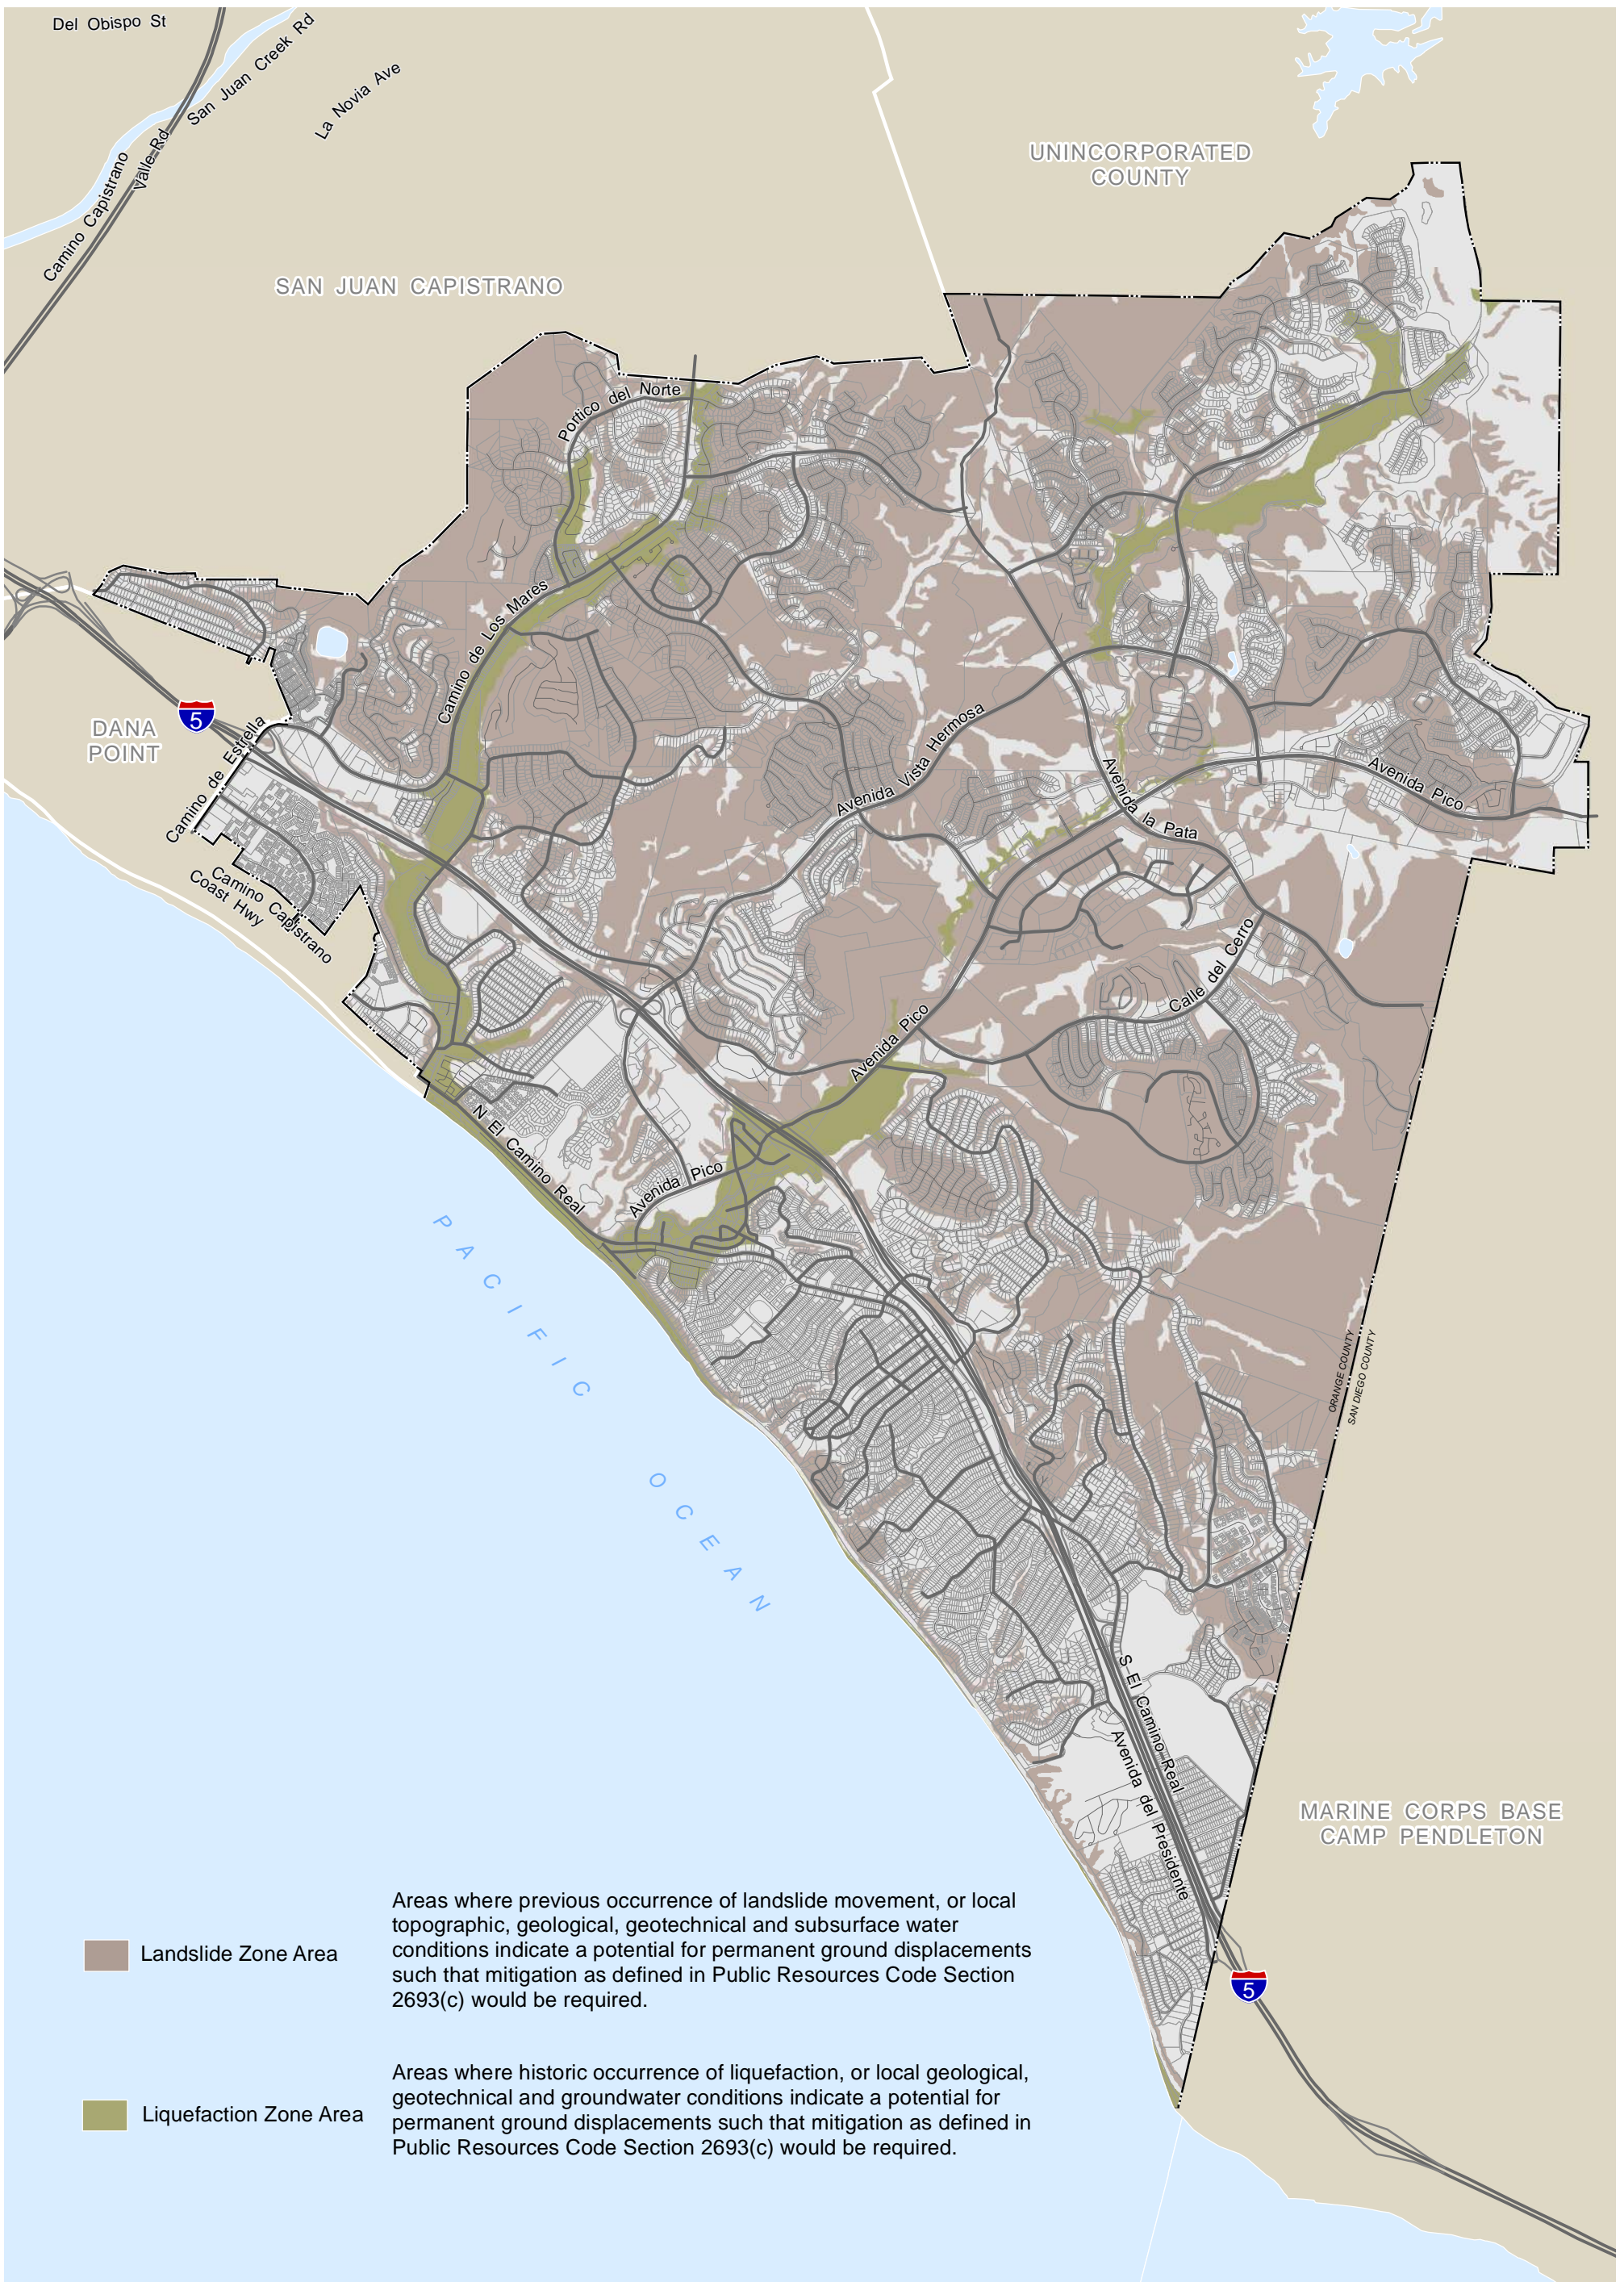 Del Obispo St
San Juan Creek Rd
La Novia Ave
Valle Rd
Camino Capistrano
UNINCORPORATED
COUNTY
SAN JUAN CAPISTRANO
Portico del Norte
Camino de Los Mares
5
DANA
POINT
Camino de Estrella
Avenida Vista Hermosa
Avenida la Pata
Avenida Pico
Camino Capistrano
Coast Hwy
Calle del Cerro
Avenida Pico
N El Camino Real
Avenida Pico
PACIFIC OCEAN
ORANGE COUNTY
SAN DIEGO COUNTY
S El Camino Real
Avenida del Presidente
MARINE CORPS BASE
CAMP PENDLETON
5
Landslide Zone Area
Areas where previous occurrence of landslide movement, or local
topographic, geological, geotechnical and subsurface water
conditions indicate a potential for permanent ground displacements
such that mitigation as defined in Public Resources Code Section
2693(c) would be required.
Liquefaction Zone Area
Areas where historic occurrence of liquefaction, or local geological,
geotechnical and groundwater conditions indicate a potential for
permanent ground displacements such that mitigation as defined in
Public Resources Code Section 2693(c) would be required.